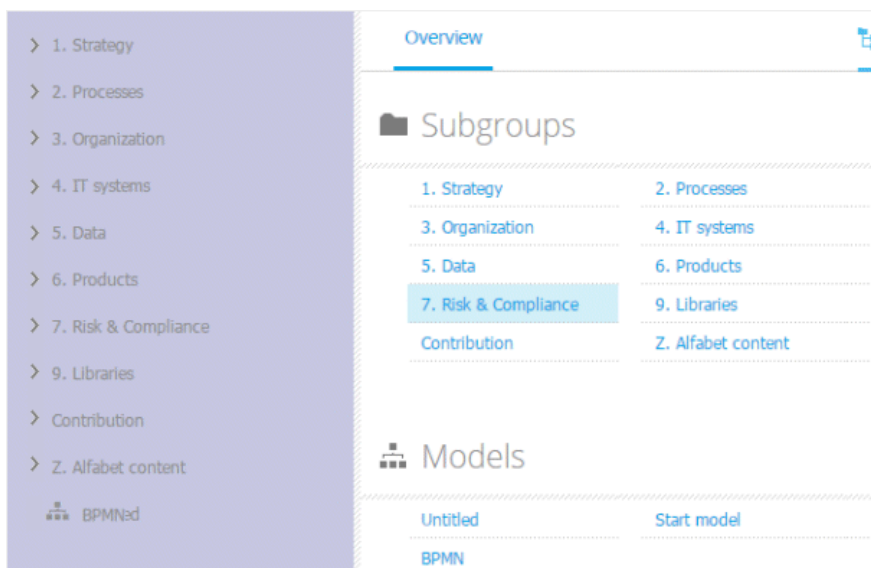 1. Strategy
2. Processes
3. Organization
4. IT systems
5. Data
6. Products
7. Risk & Compliance
9. Libraries
Contribution
Z. Alfabet content
Overview
Subgroups
1. Strategy
2. Processes
3. Organization
4. IT systems
5. Data
6. Products
7. Risk & Compliance
9. Libraries
Contribution
Z. Alfabet content
Models
Untitled
Start model
BPMN